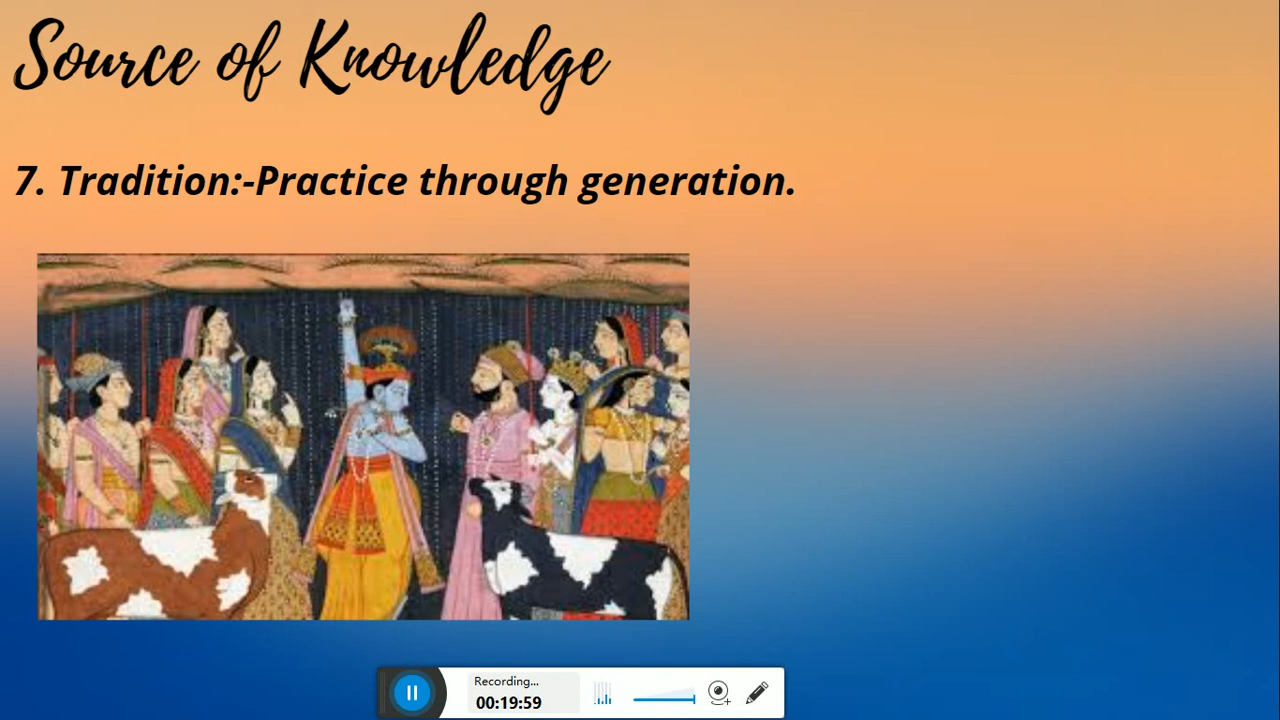 Source of Knowledge
7. Tradition:-Practice through generation.
Recording...
00:19:59